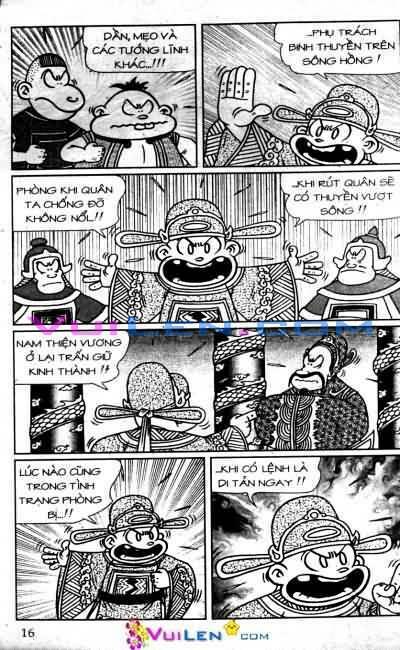 DẦN, MẸO VÀ
CÁC TƯỚNG LĨNH
KHÁC...!!!
...PHỤ TRÁCH
BINH THUYỀN TRÊN
SÔNG HỒNG !
PHÒNG KHI QUÂN
TA CHỐNG ĐỠ
KHÔNG NỔI..!
..KHI RÚT QUÂN SẼ
CÓ THUYỀN VƯỢT
SÔNG !!
VUILEN.COM
NAM THIỆN VƯƠNG
Ở LẠI TRẤN GIỮ
KINH THÀNH !!
LÚC NÀO CŨNG
TRONG TÌNH
TRẠNG PHÒNG
BỊ...!!
..KHI CÓ LỆNH LÀ
DI TẢN NGAY !!
16
VUILEN.COM